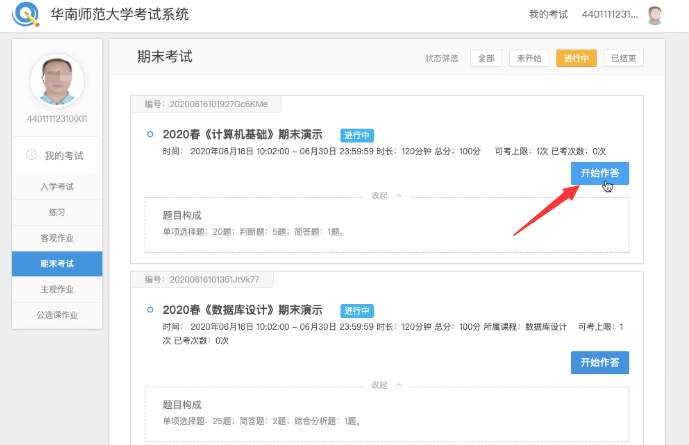 华南师范大学考试系统
我的考试 4401111231...
44011112310001
我的考试
入学考试
练习
客观作业
期末考试
主观作业
公选课作业
期末考试
状态筛选 全部 未开始 进行中 已结束
编号：20200616101927Gc6KMe
2020春《计算机基础》期末演示 进行中
时间： 2020年06月16日 10:02:00 - 06月30日 23:59:59 时长：120分钟 总分：100分 可考上限：1次 已考次数：0次
开始作答
收起
题目构成
单项选择题：20题；判断题：5题；简答题：1题。
编号：20200616101351JtVk77
2020春《数据库设计》期末演示 进行中
时间： 2020年06月16日 10:02:00 - 06月30日 23:59:59 时长：120分钟 总分：100分 所属课程：数据库设计 可考上限：1
次 已考次数：0次
开始作答
收起
题目构成
单项选择题：25题；简答题：2题；综合分析题：1题。